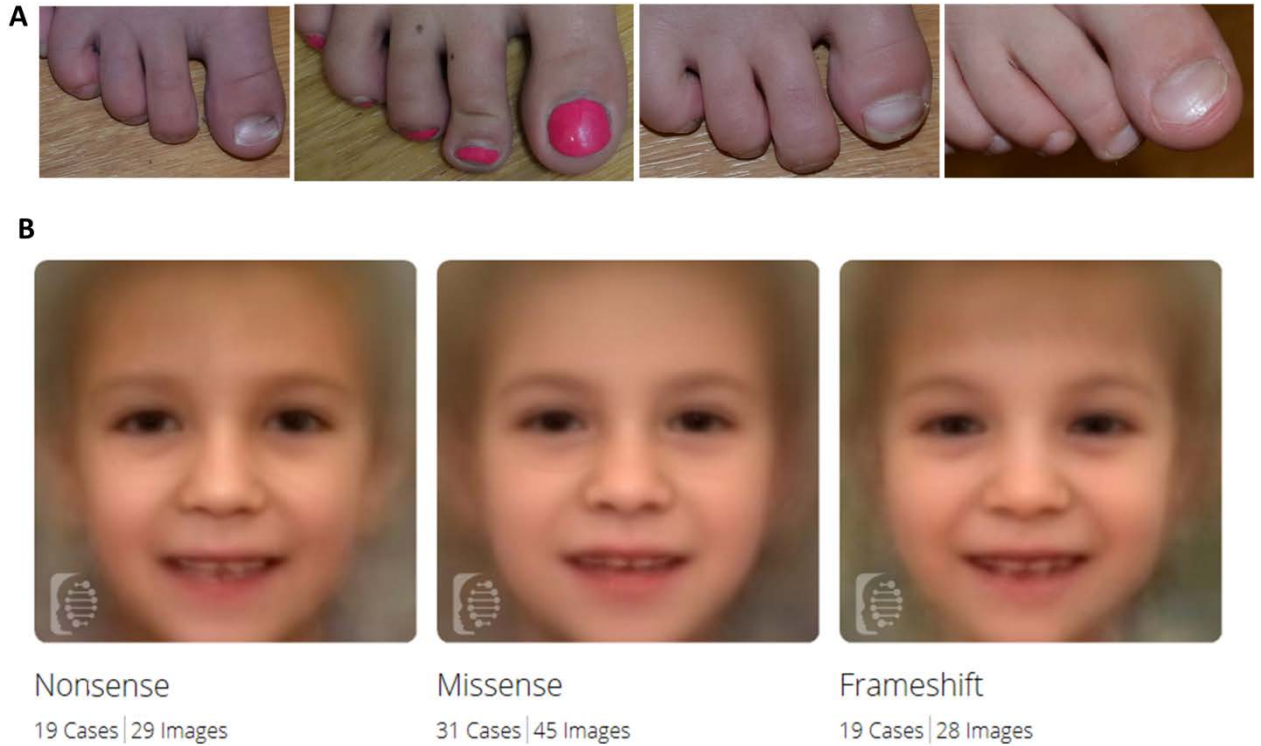 A
B
Nonsense
Missense
Frameshift
19 Cases | 29 Images
31 Cases | 45 Images
19 Cases | 28 Images